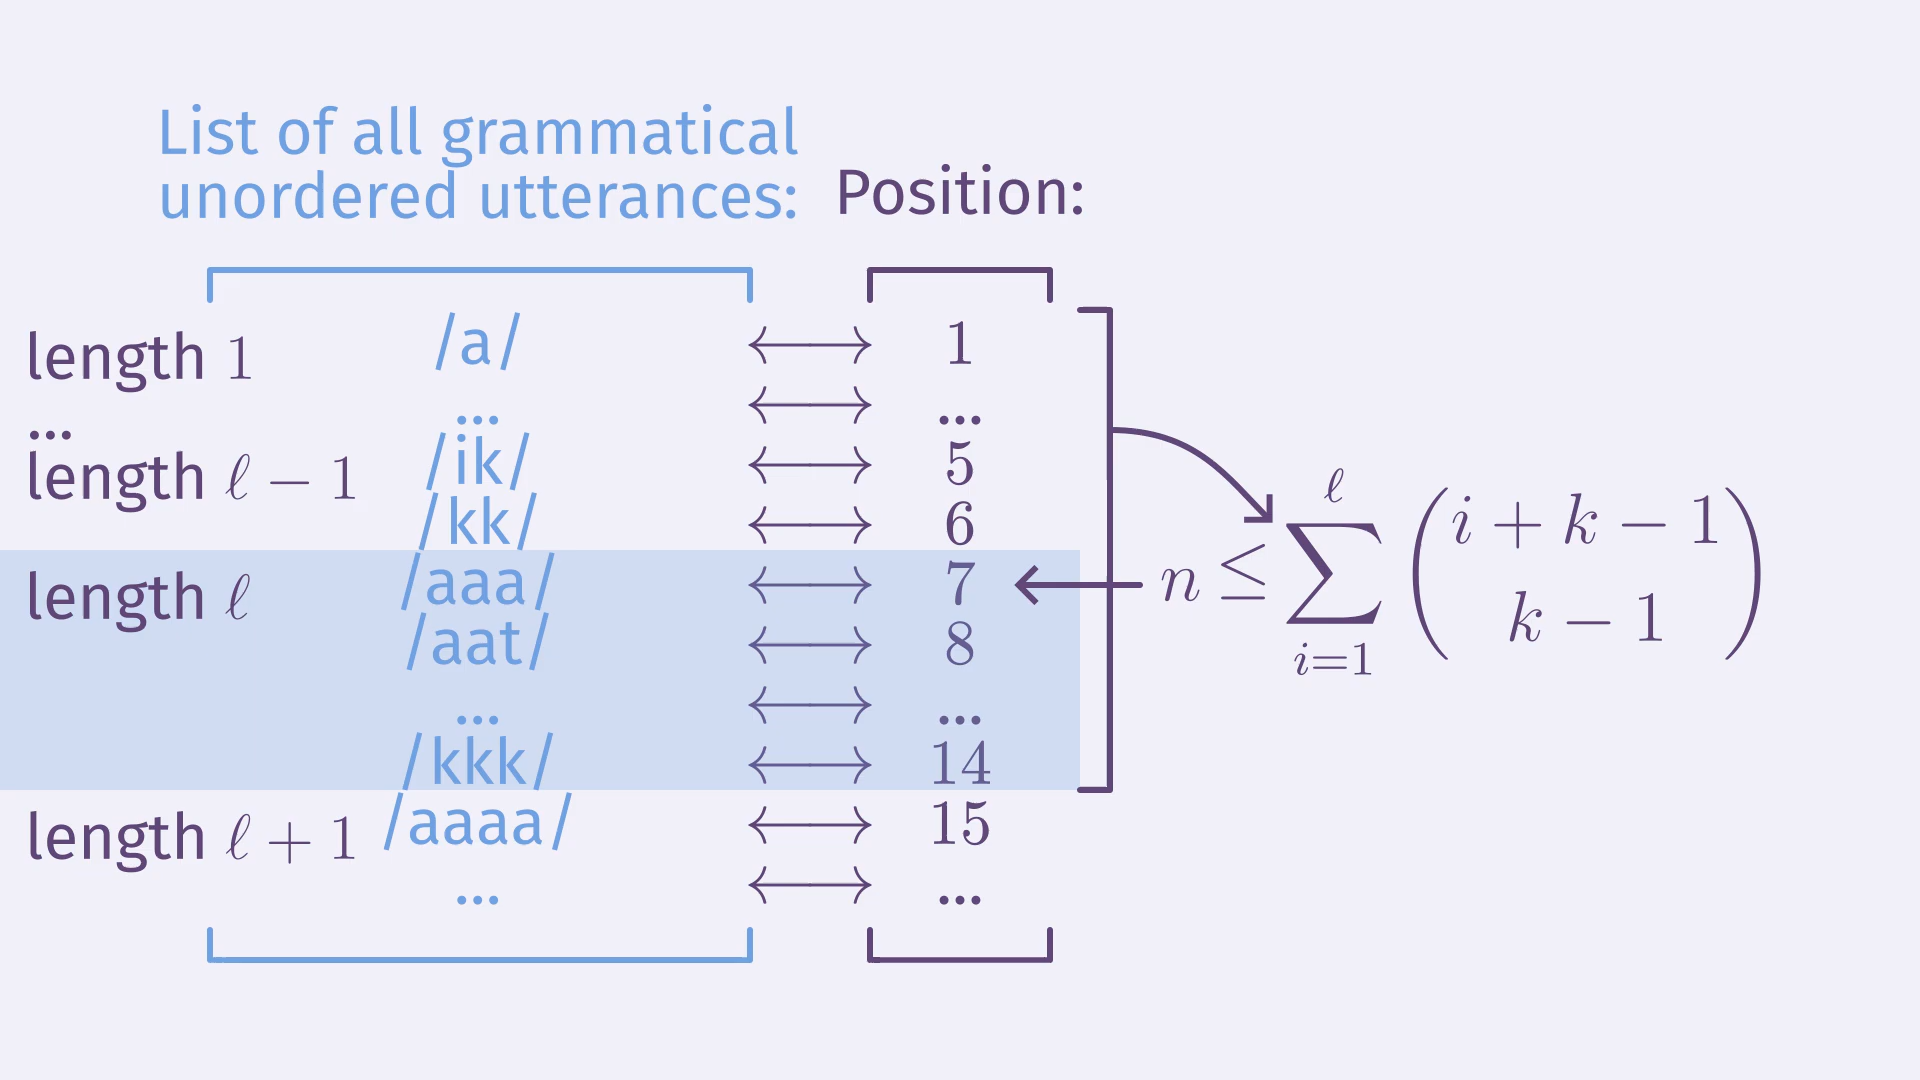 List of all grammatical
unordered utterances: Position:
length 1 /a/ ⟷ 1
... ... ⟷ ...
length ℓ − 1 /ik/ ⟷ 5
/kk/ ⟷ 6
length ℓ /aaa/ ⟷ 7 ← n ≤ ∑_{i=1}^{ℓ} \binom{i + k − 1}{k − 1}
/aat/ ⟷ 8
... ⟷ ...
/kkk/ ⟷ 14
length ℓ + 1 /aaaa/ ⟷ 15
... ⟷ ...